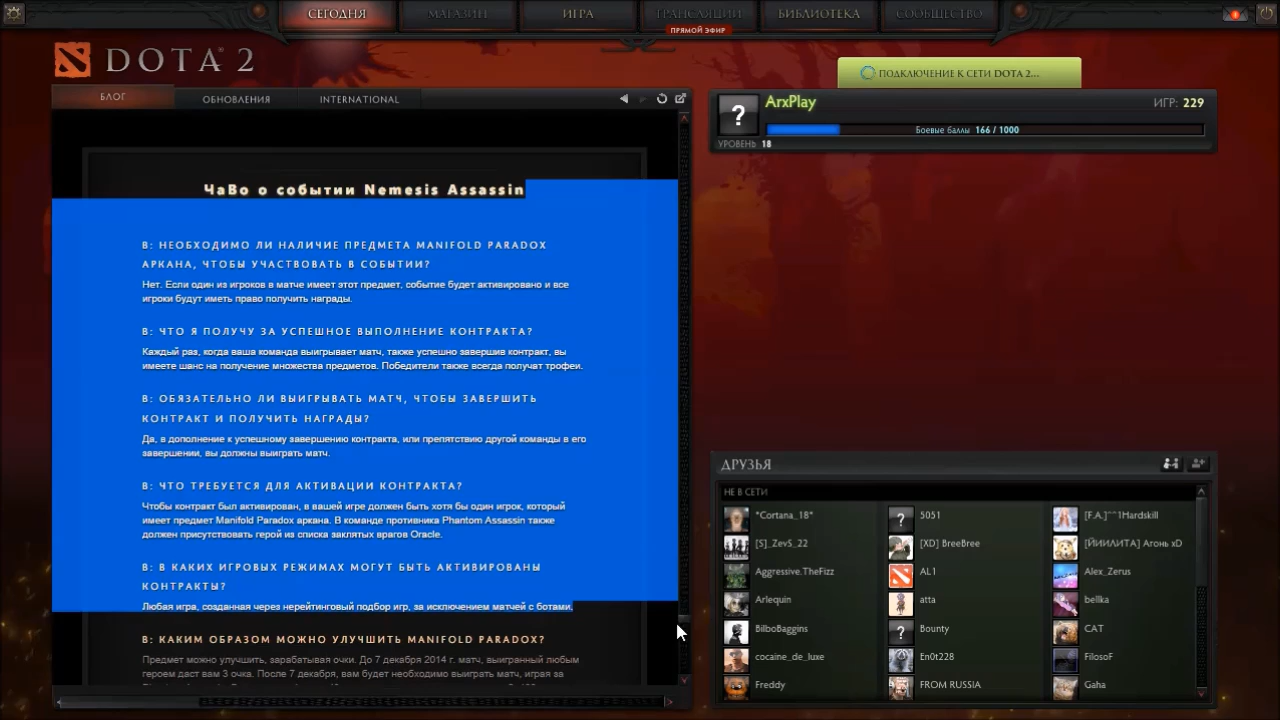 СЕГОДНЯ
МАГАЗИН
ИГРА
ТРАНСЛЯЦИИ
БИБЛИОТЕКА
СООБЩЕСТВО
ПРЯМОЙ ЭФИР
DOTA 2
ПОДКЛЮЧЕНИЕ К СЕТИ DOTA 2...
БЛОГ
ОБНОВЛЕНИЯ
INTERNATIONAL
?
ArxPlay
ИГР: 229
Боевые баллы 166 / 1000
УРОВЕНЬ 18
ЧаВо о событии Nemesis Assassin
В: НЕОБХОДИМО ЛИ НАЛИЧИЕ ПРЕДМЕТА MANIFOLD PARADOX
АРКАНА, ЧТОБЫ УЧАСТВОВАТЬ В СОБЫТИИ?
Нет. Если один из игроков в матче имеет этот предмет, событие будет активировано и все
игроки будут иметь право получить награды.
В: ЧТО Я ПОЛУЧУ ЗА УСПЕШНОЕ ВЫПОЛНЕНИЕ КОНТРАКТА?
Каждый раз, когда ваша команда выигрывает матч, также успешно завершив контракт, вы
имеете шанс на получение множества предметов. Победители также всегда получат трофеи.
В: ОБЯЗАТЕЛЬНО ЛИ ВЫИГРЫВАТЬ МАТЧ, ЧТОБЫ ЗАВЕРШИТЬ
КОНТРАКТ И ПОЛУЧИТЬ НАГРАДЫ?
Да, в дополнение к успешному завершению контракта, или препятствию другой команды в его
завершении, вы должны выиграть матч.
В: ЧТО ТРЕБУЕТСЯ ДЛЯ АКТИВАЦИИ КОНТРАКТА?
Чтобы контракт был активирован, в вашей игре должен быть хотя бы один игрок, который
имеет предмет Manifold Paradox аркана. В команде противника Phantom Assassin также
должен присутствовать герой из списка заклятых врагов Oracle.
В: В КАКИХ ИГРОВЫХ РЕЖИМАХ МОГУТ БЫТЬ АКТИВИРОВАНЫ
КОНТРАКТЫ?
Любая игра, созданная через нерейтинговый подбор игр, за исключением матчей с ботами.
В: КАКИМ ОБРАЗОМ МОЖНО УЛУЧШИТЬ MANIFOLD PARADOX?
Предмет можно улучшить, зарабатывая очки. До 7 декабря 2014 г. матч, выигранный любым
героем даст вам 3 очка. После 7 декабря, вам будет необходимо выиграть матч, играя за
ДРУЗЬЯ
НЕ В СЕТИ
*Cortana_18*
? 5051
[F.A.]^^1Hardskill
[S]_ZevS_22
[XD] BreeBree
[ЙИИЛИТА] Агонь xD
Aggressive.TheFizz
AL1
Alex_Zerus
Arlequin
atta
bellka
BilboBaggins
? Bounty
CAT
cocaine_de_luxe
En0t228
FilosoF
Freddy
FROM RUSSIA
Gaha